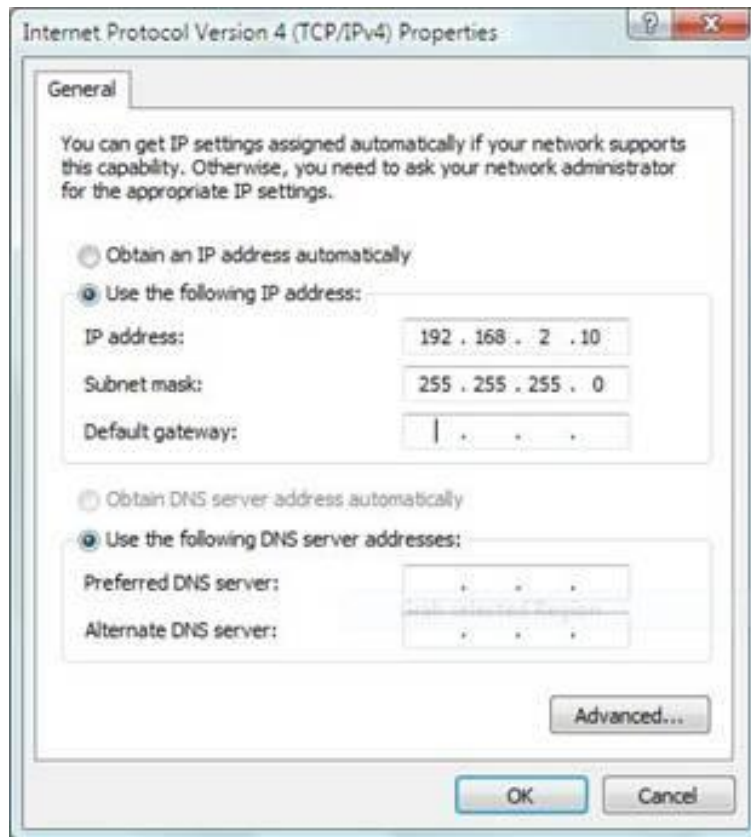 Internet Protocol Version 4 (TCP/IPv4) Properties
General
You can get IP settings assigned automatically if your network supports
this capability. Otherwise, you need to ask your network administrator
for the appropriate IP settings.
Obtain an IP address automatically
Use the following IP address:
IP address: 192 . 168 . 2 . 10
Subnet mask: 255 . 255 . 255 . 0
Default gateway: . . .
Obtain DNS server address automatically
Use the following DNS server addresses:
Preferred DNS server: . . .
Alternate DNS server: . . .
Advanced...
OK Cancel